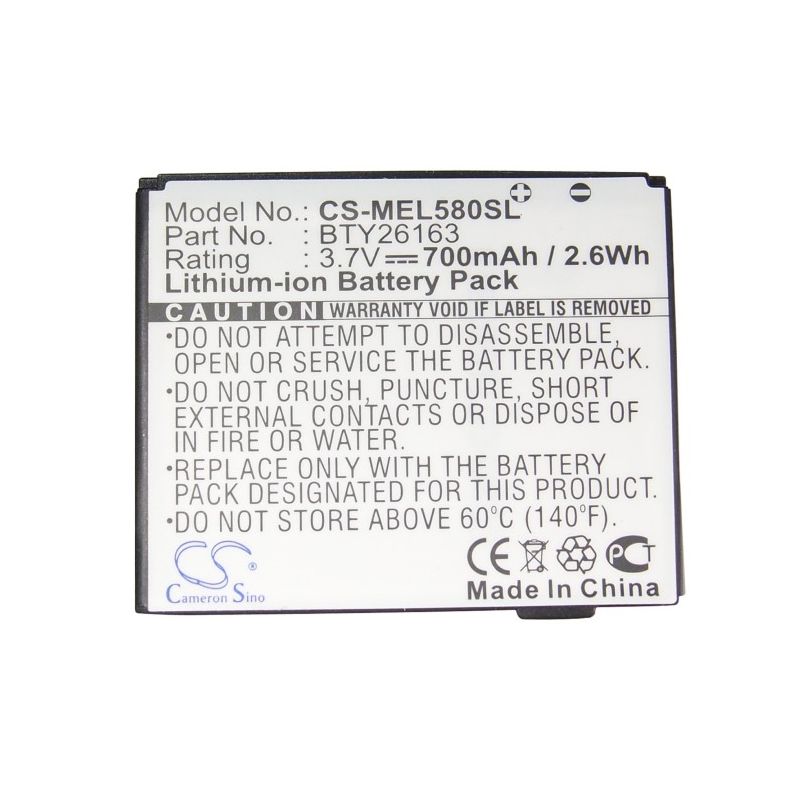 Model No.: CS-MEL580SL
Part No. : BTY26163
Rating : 3.7V 700mAh / 2.6Wh
Lithium-ion Battery Pack
CAUTION WARRANTY VOID IF LABEL IS REMOVED
•DO NOT ATTEMPT TO DISASSEMBLE,
OPEN OR SERVICE THE BATTERY PACK.
•DO NOT CRUSH, PUNCTURE, SHORT
EXTERNAL CONTACTS OR DISPOSE OF
IN FIRE OR WATER.
•REPLACE ONLY WITH THE BATTERY
PACK DESIGNATED FOR THIS PRODUCT.
•DO NOT STORE ABOVE 60°C (140°F).
CS®
Cameron Sino
CE PCT
Made In China